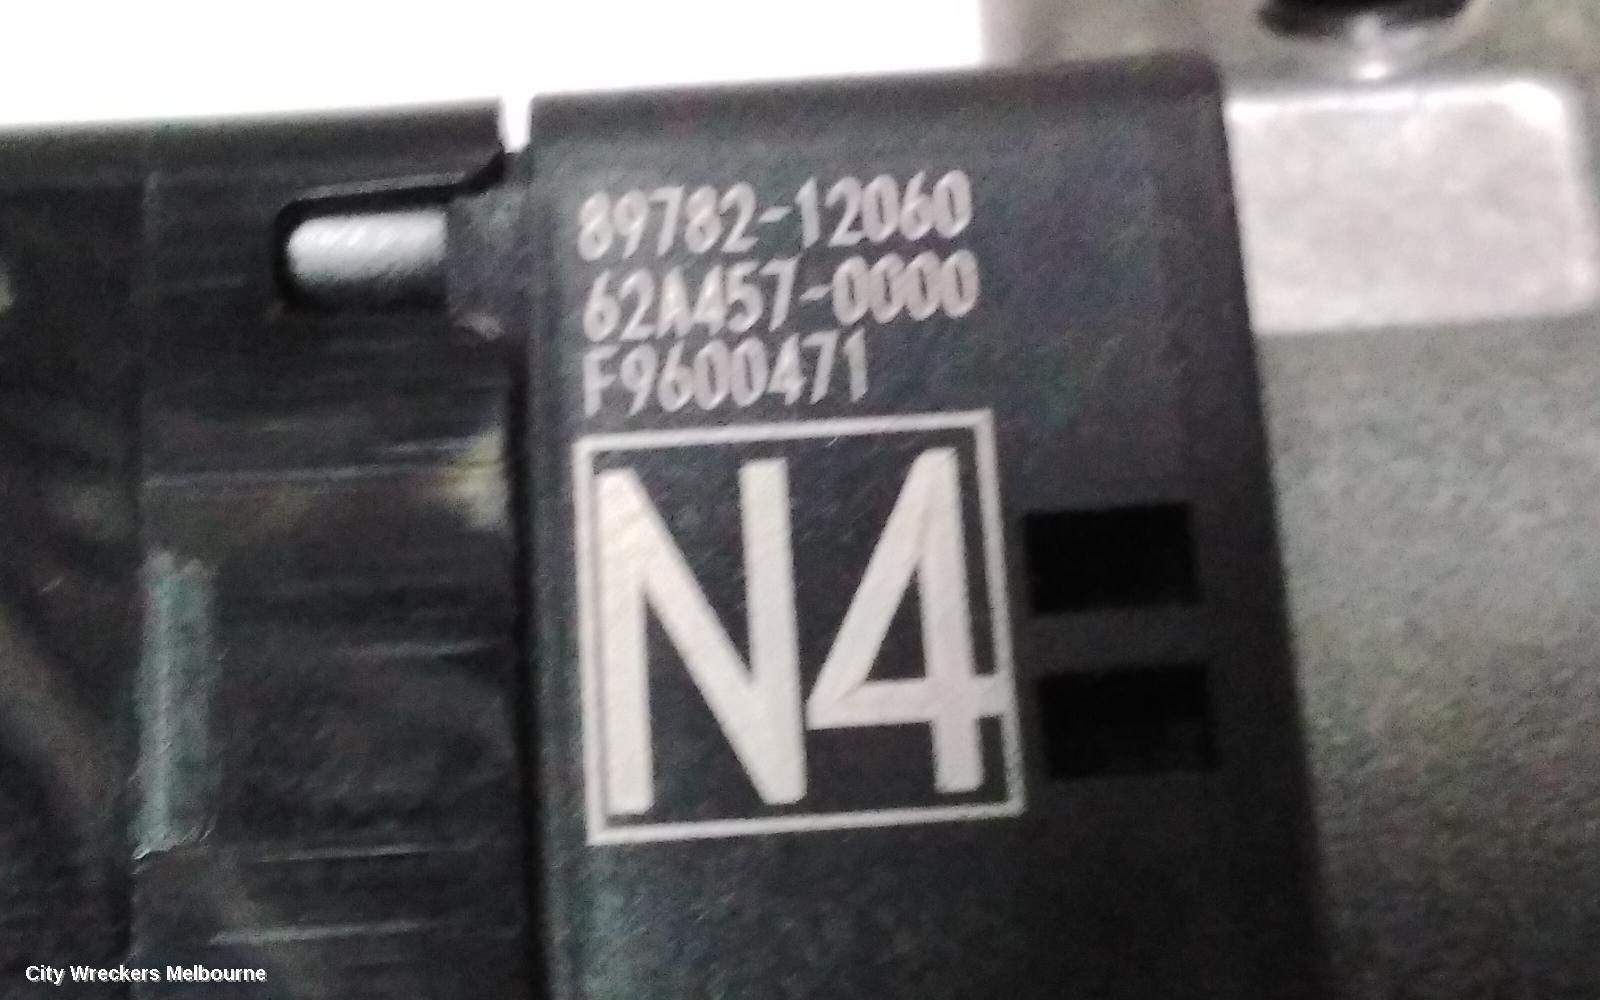 89782-12060
62A457-0000
F9600471
N4
City Wreckers Melbourne